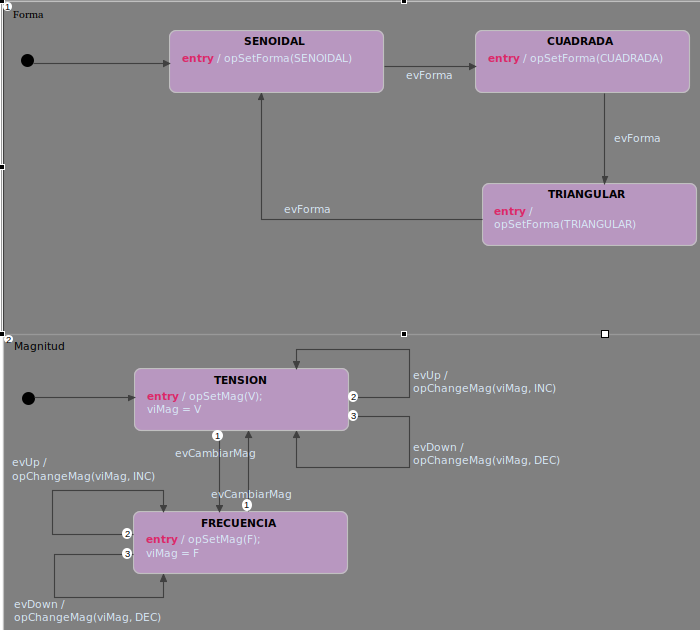 1
Forma
SENOIDAL
entry / opSetForma(SENOIDAL)
evForma
CUADRADA
entry / opSetForma(CUADRADA)
evForma
TRIANGULAR
entry /
opSetForma(TRIANGULAR)
evForma
2
Magnitud
TENSION
entry / opSetMag(V);
viMag = V
2
evUp /
opChangeMag(viMag, INC)
3
evDown /
opChangeMag(viMag, DEC)
1
evCambiarMag
evCambiarMag
1
evUp /
opChangeMag(viMag, INC)
FRECUENCIA
entry / opSetMag(F);
viMag = F
2
3
evDown /
opChangeMag(viMag, DEC)